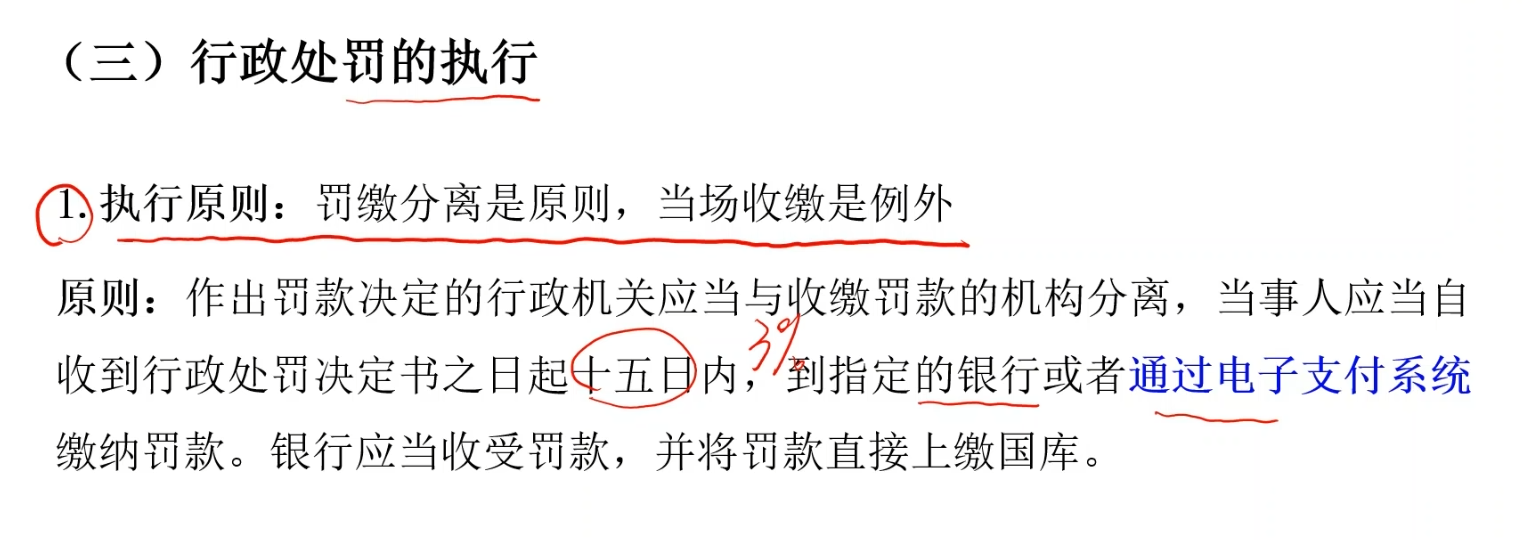 （三）行政处罚的执行
1. 执行原则：罚缴分离是原则，当场收缴是例外
原则：作出罚款决定的行政机关应当与收缴罚款的机构分离，当事人应当自
3%
收到行政处罚决定书之日起十五日内，到指定的银行或者通过电子支付系统
缴纳罚款。银行应当收受罚款，并将罚款直接上缴国库。